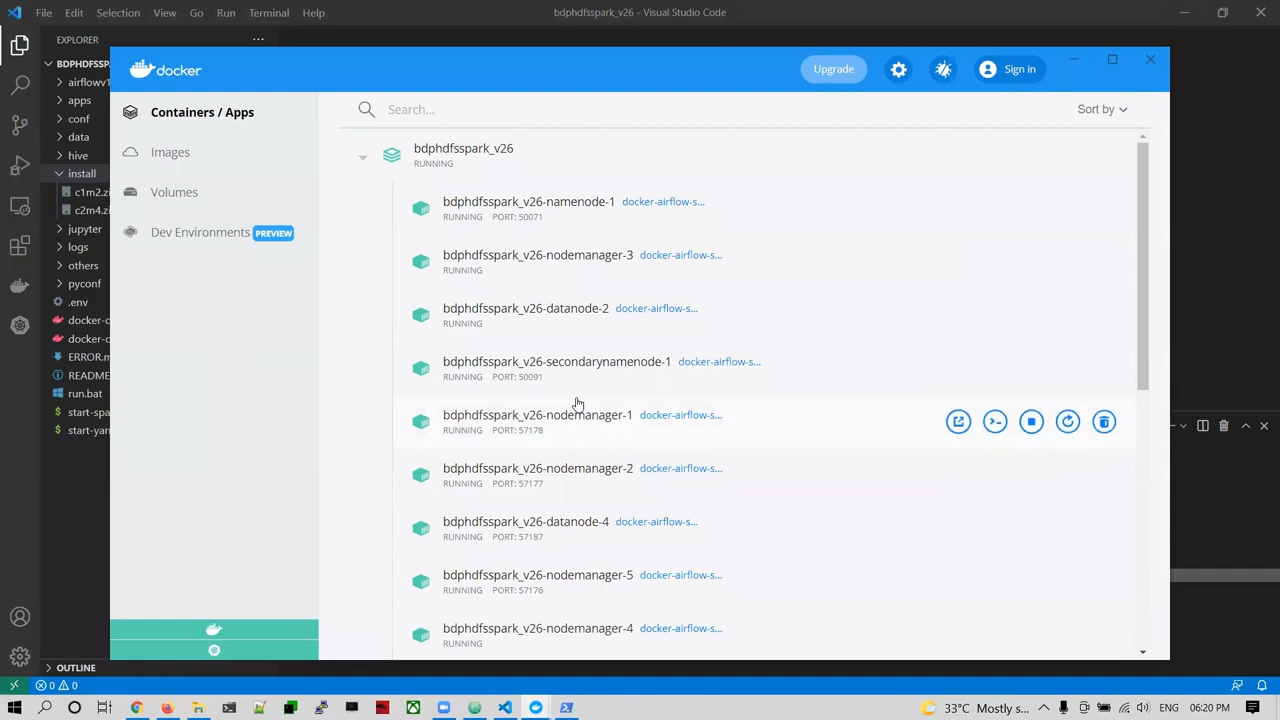 File Edit Selection View Go Run Terminal Help
bdphdfsspark_v26 - Visual Studio Code
EXPLORER
BDPHDFSSPARK_V26
airflowv1
apps
conf
data
hive
install
c1m2.zi
c2m4.zi
jupyter
logs
others
pyconf
.env
docker-c
docker-c
ERROR.m
README
run.bat
start-spa
start-yarn
OUTLINE
docker
Upgrade
Sign in
Containers / Apps
Images
Volumes
Dev Environments PREVIEW
Search...
Sort by
bdphdfsspark_v26
RUNNING
bdphdfsspark_v26-namenode-1 docker-airflow-s...
RUNNING PORT: 50071
bdphdfsspark_v26-nodemanager-3 docker-airflow-s...
RUNNING
bdphdfsspark_v26-datanode-2 docker-airflow-s...
RUNNING
bdphdfsspark_v26-secondarynamenode-1 docker-airflow-s...
RUNNING PORT: 50091
bdphdfsspark_v26-nodemanager-1 docker-airflow-s...
RUNNING PORT: 57178
bdphdfsspark_v26-nodemanager-2 docker-airflow-s...
RUNNING PORT: 57177
bdphdfsspark_v26-datanode-4 docker-airflow-s...
RUNNING PORT: 57187
bdphdfsspark_v26-nodemanager-5 docker-airflow-s...
RUNNING PORT: 57176
bdphdfsspark_v26-nodemanager-4 docker-airflow-s...
RUNNING
0 0
33°C Mostly s... ENG 06:20 PM